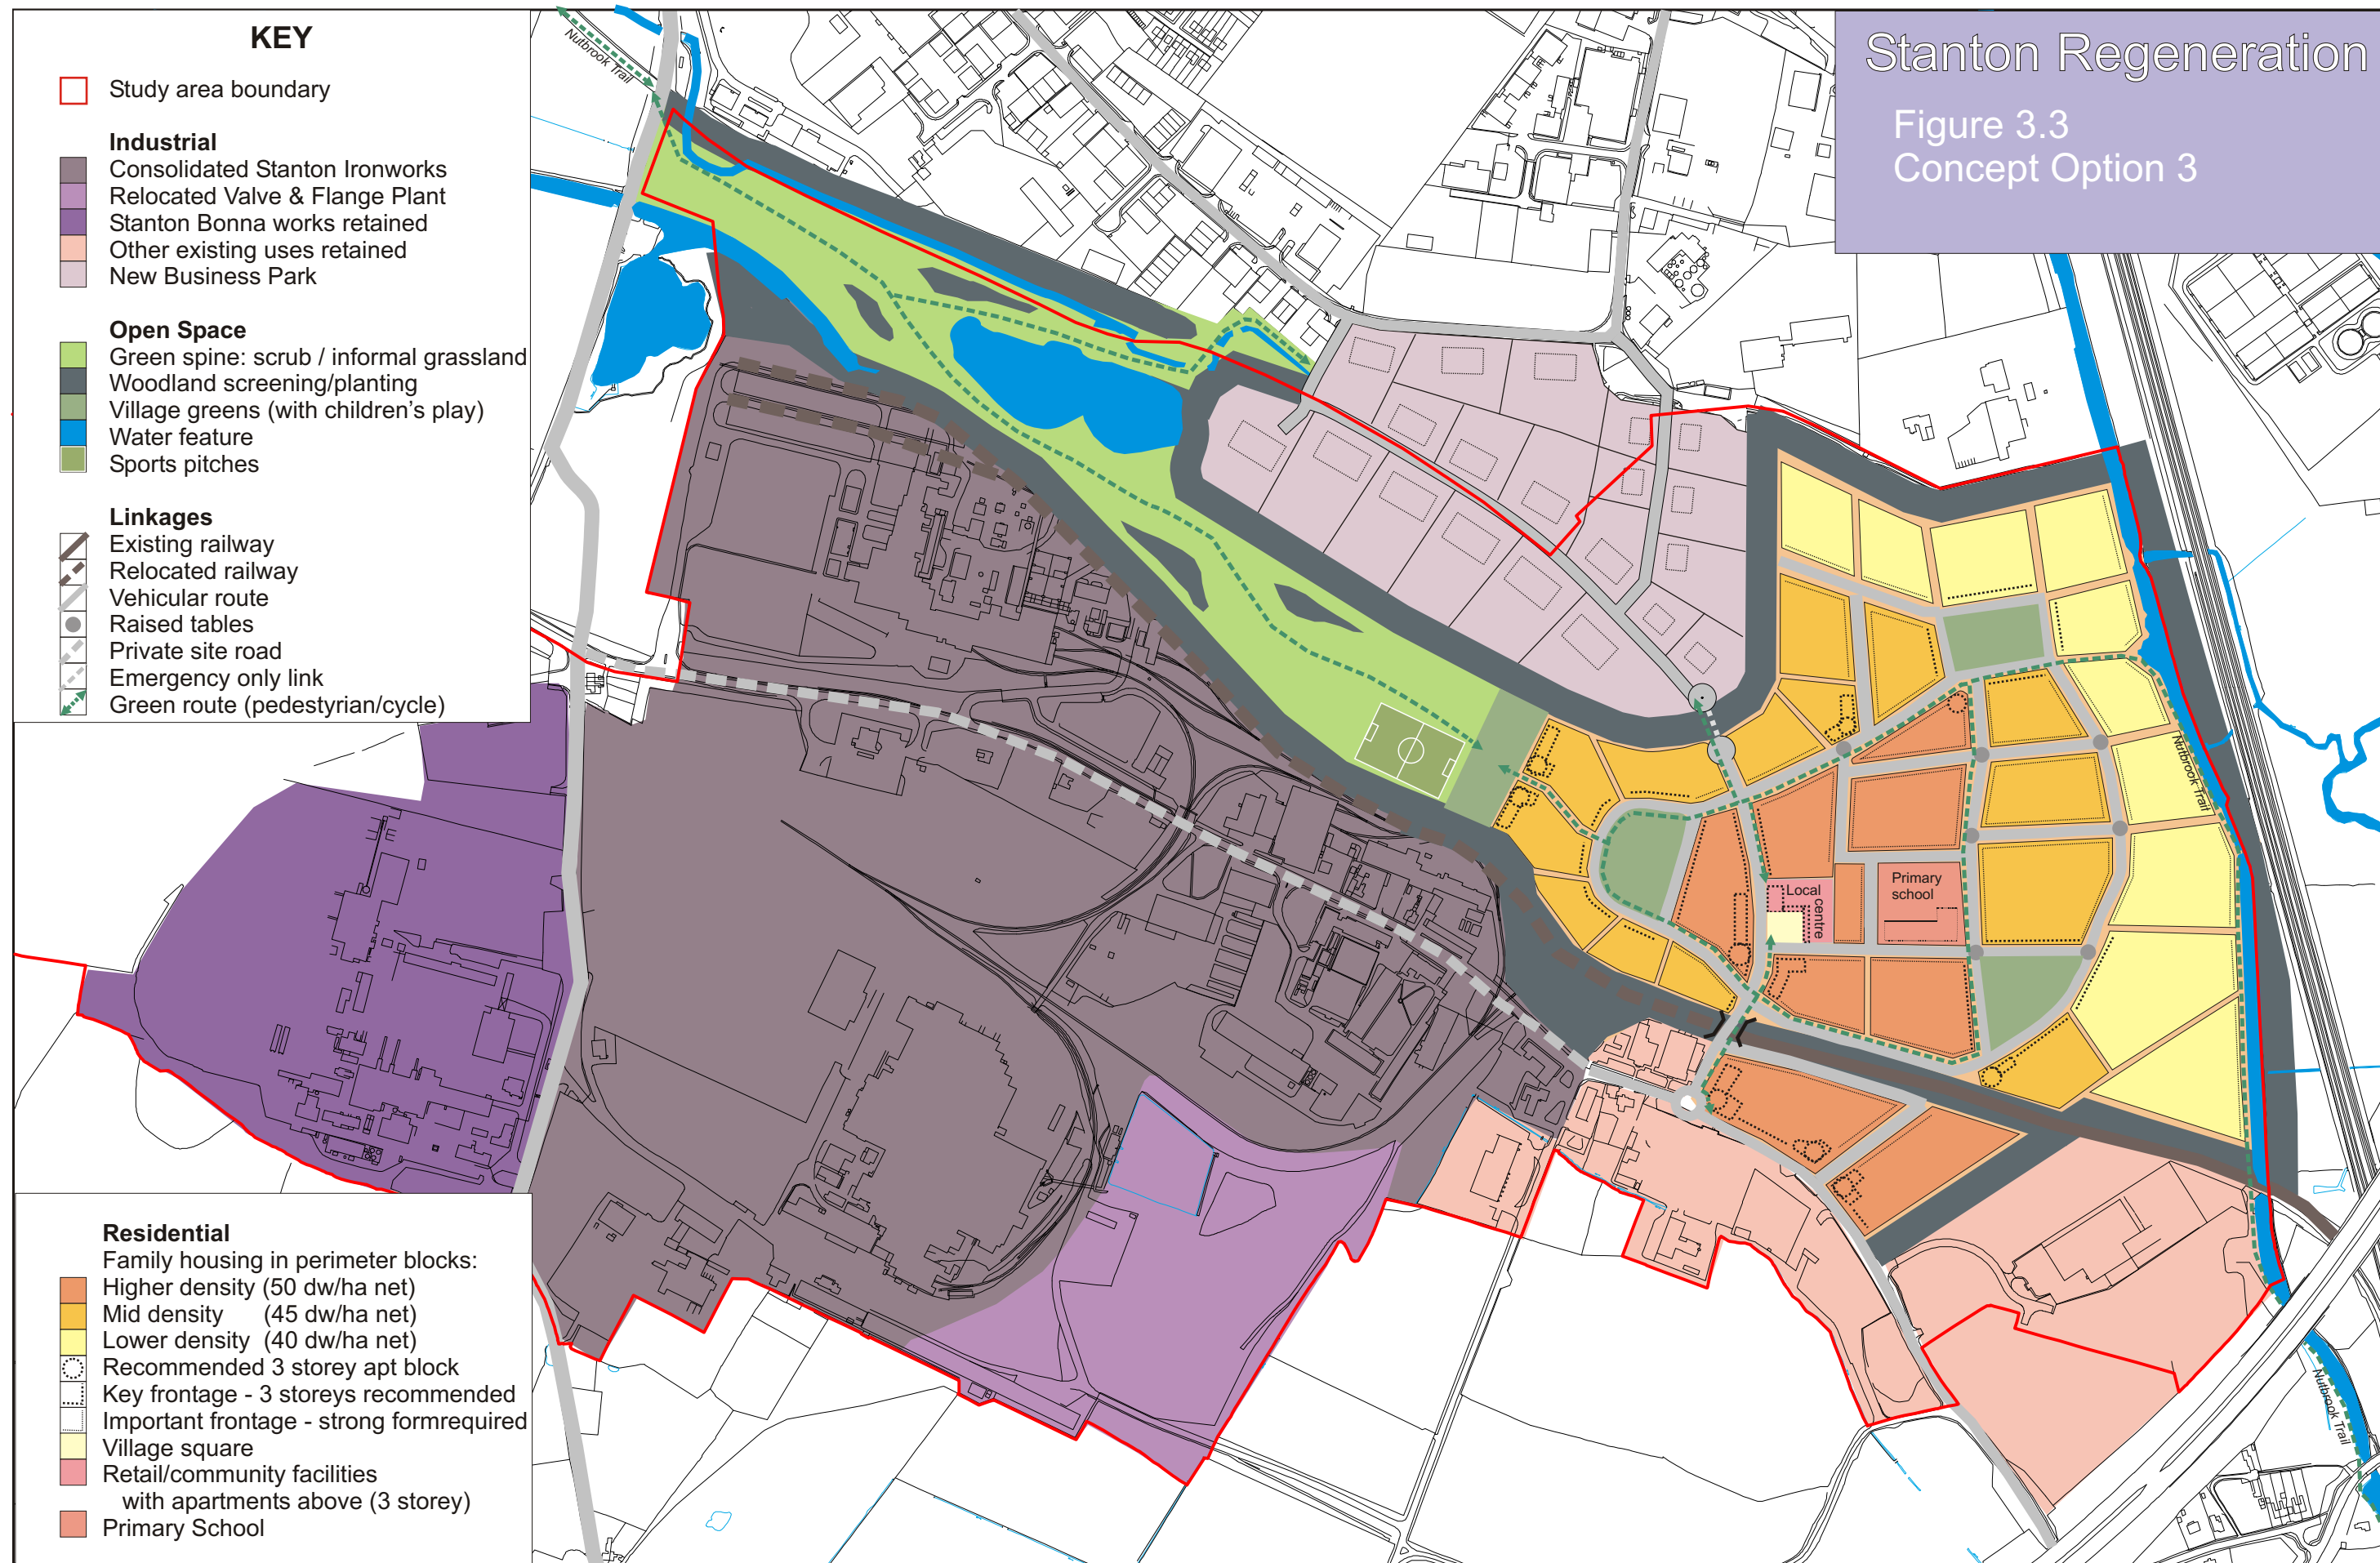 KEY
Study area boundary
Industrial
Consolidated Stanton Ironworks
Relocated Valve & Flange Plant
Stanton Bonna works retained
Other existing uses retained
New Business Park
Open Space
Green spine: scrub / informal grassland
Woodland screening/planting
Village greens (with children's play)
Water feature
Sports pitches
Linkages
Existing railway
Relocated railway
Vehicular route
Raised tables
Private site road
Emergency only link
Green route (pedestyrian/cycle)
Residential
Family housing in perimeter blocks:
Higher density (50 dw/ha net)
Mid density (45 dw/ha net)
Lower density (40 dw/ha net)
Recommended 3 storey apt block
Key frontage - 3 storeys recommended
Important frontage - strong formrequired
Village square
Retail/community facilities
with apartments above (3 storey)
Primary School
Stanton Regeneration
Figure 3.3
Concept Option 3
Nutbrook Trail
Nutbrook Trail
Local
centre
Primary
school
Nutbrook Trail